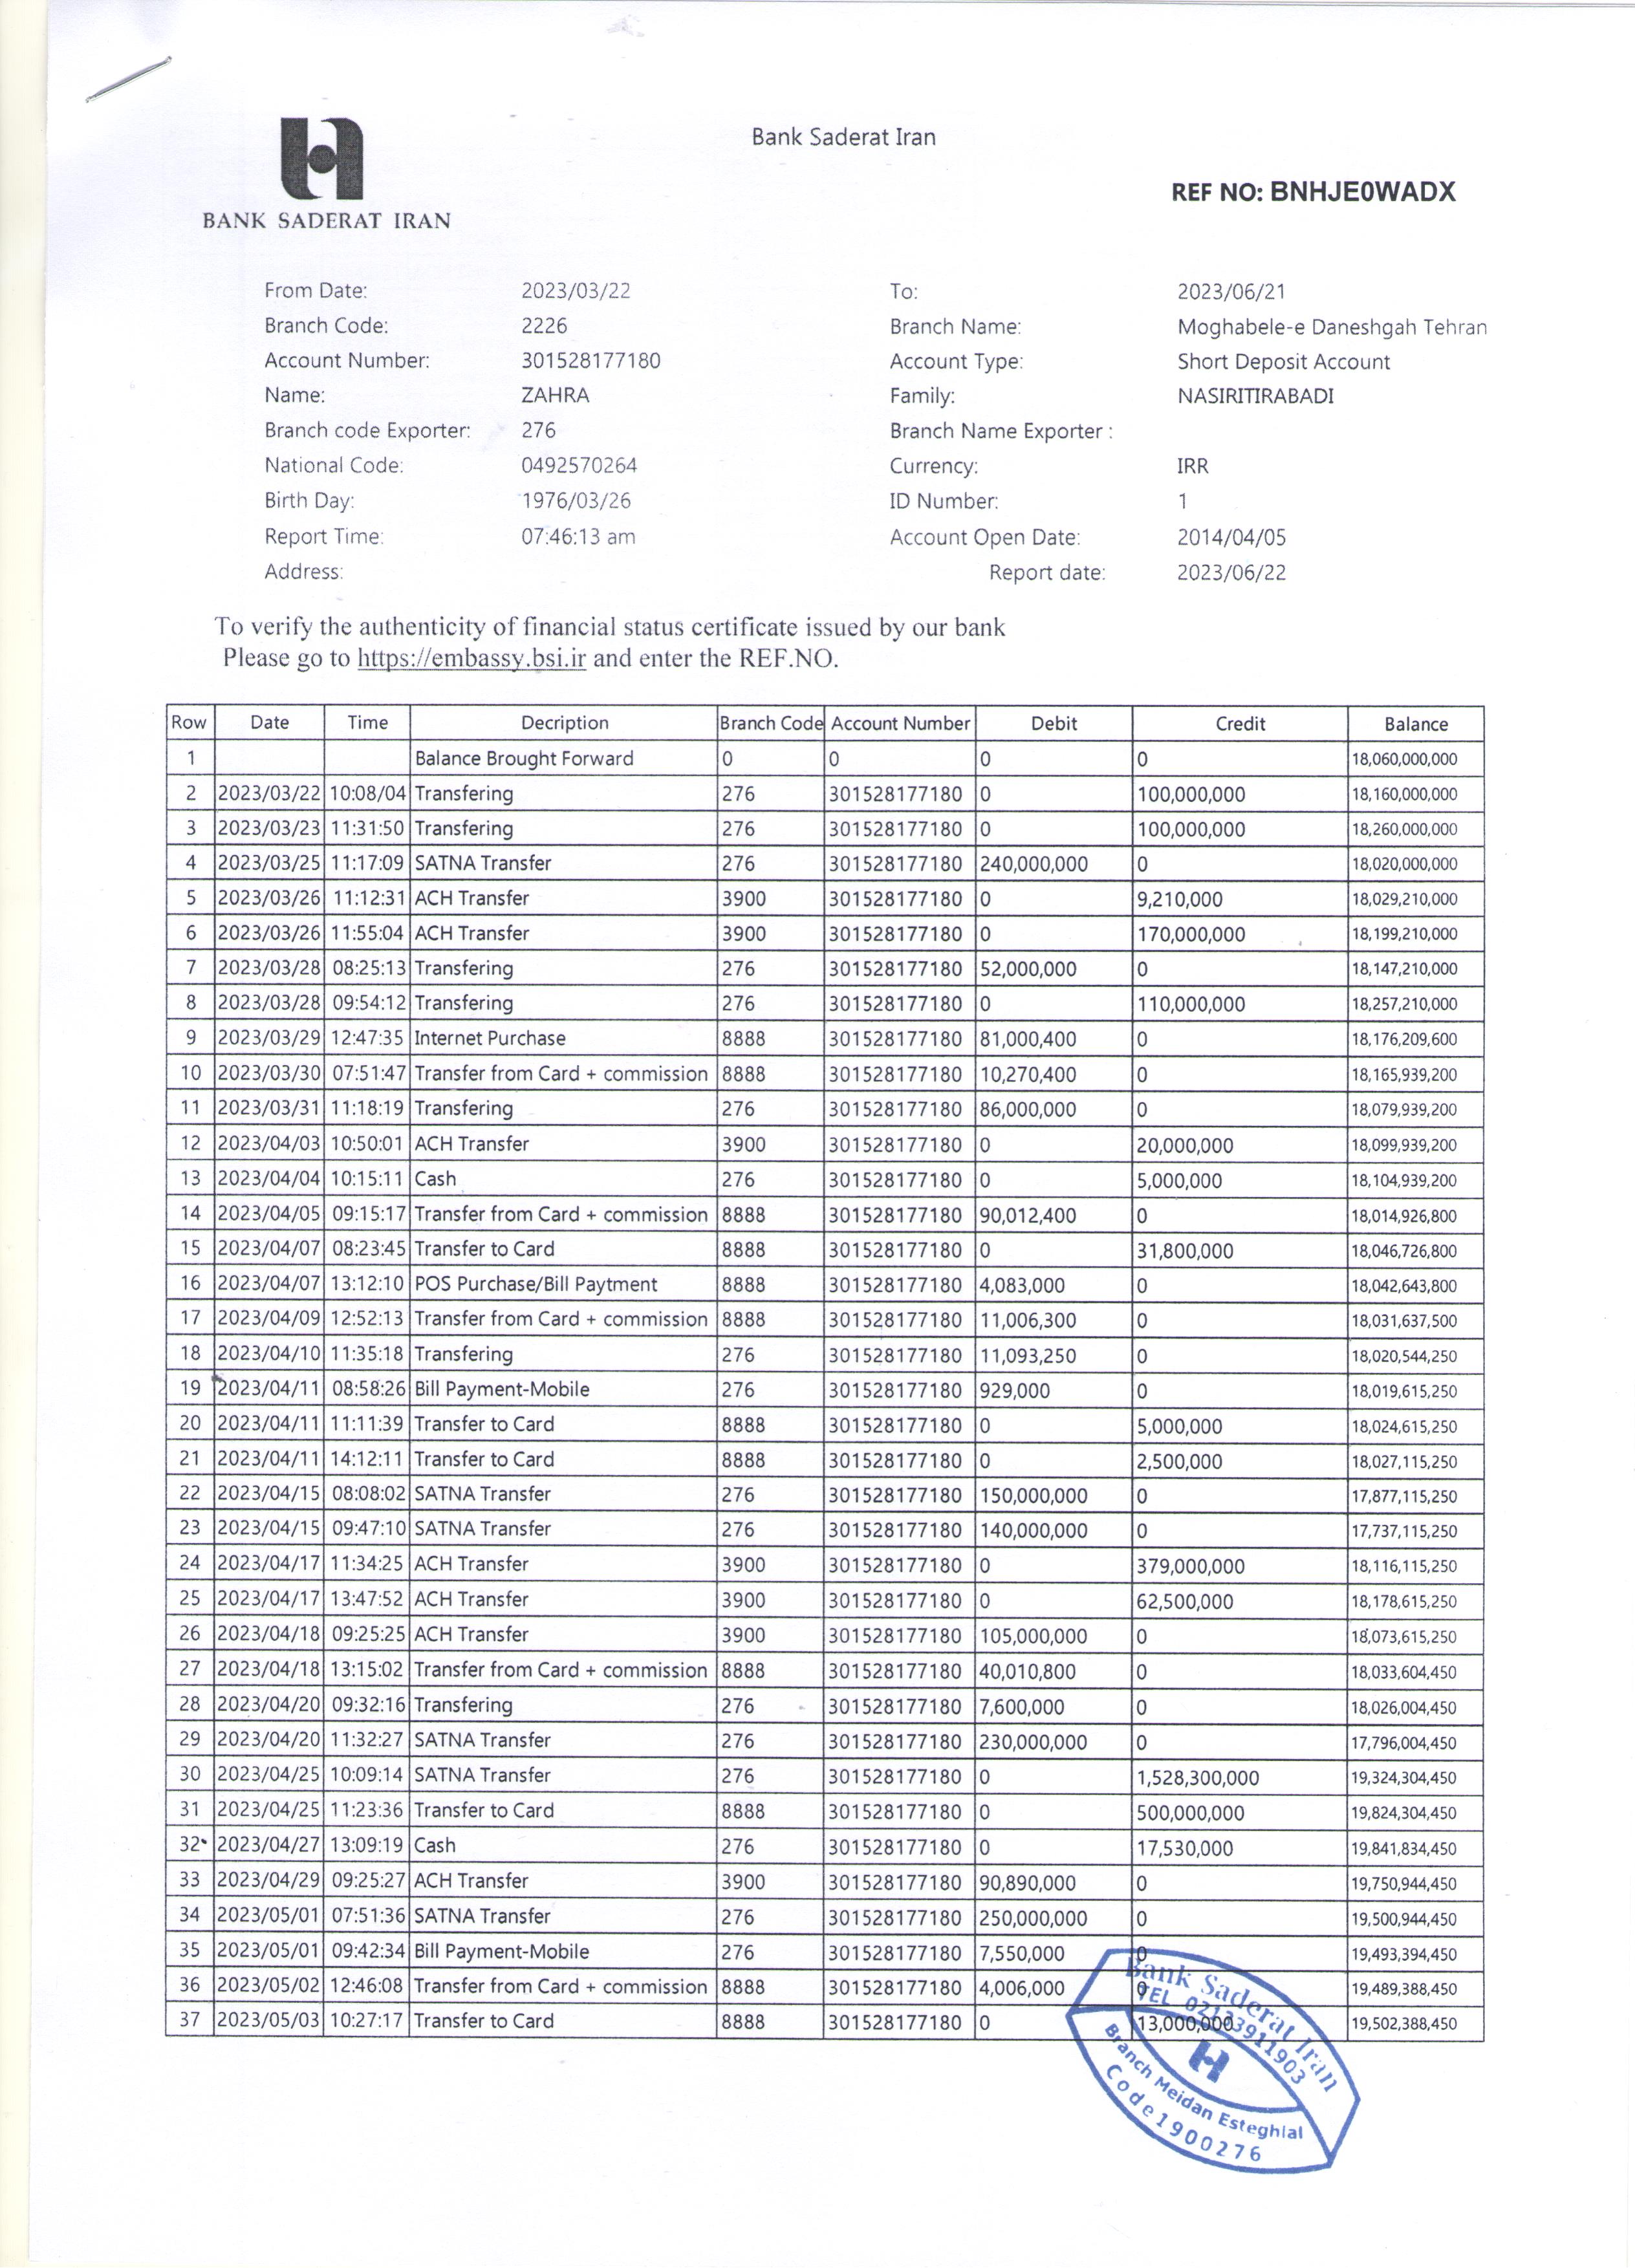 Bank Saderat Iran
REF NO: BNHJE0WADX
BANK SADERAT IRAN
From Date: 2023/03/22 To: 2023/06/21
Branch Code: 2226 Branch Name: Moghabele-e Daneshgah Tehran
Account Number: 301528177180 Account Type: Short Deposit Account
Name: ZAHRA Family: NASIRITIRABADI
Branch code Exporter: 276 Branch Name Exporter :
National Code: 0492570264 Currency: IRR
Birth Day: 1976/03/26 ID Number: 1
Report Time: 07:46:13 am Account Open Date: 2014/04/05
Address: Report date: 2023/06/22
To verify the authenticity of financial status certificate issued by our bank
Please go to https://embassy.bsi.ir and enter the REF.NO.
Row Date Time Decription Branch Code Account Number Debit Credit Balance
1 Balance Brought Forward 0 0 0 0 18,060,000,000
2 2023/03/22 10:08/04 Transfering 276 301528177180 0 100,000,000 18,160,000,000
3 2023/03/23 11:31:50 Transfering 276 301528177180 0 100,000,000 18,260,000,000
4 2023/03/25 11:17:09 SATNA Transfer 276 301528177180 240,000,000 0 18,020,000,000
5 2023/03/26 11:12:31 ACH Transfer 3900 301528177180 0 9,210,000 18,029,210,000
6 2023/03/26 11:55:04 ACH Transfer 3900 301528177180 0 170,000,000 18,199,210,000
7 2023/03/28 08:25:13 Transfering 276 301528177180 52,000,000 0 18,147,210,000
8 2023/03/28 09:54:12 Transfering 276 301528177180 0 110,000,000 18,257,210,000
9 2023/03/29 12:47:35 Internet Purchase 8888 301528177180 81,000,400 0 18,176,209,600
10 2023/03/30 07:51:47 Transfer from Card + commission 8888 301528177180 10,270,400 0 18,165,939,200
11 2023/03/31 11:18:19 Transfering 276 301528177180 86,000,000 0 18,079,939,200
12 2023/04/03 10:50:01 ACH Transfer 3900 301528177180 0 20,000,000 18,099,939,200
13 2023/04/04 10:15:11 Cash 276 301528177180 0 5,000,000 18,104,939,200
14 2023/04/05 09:15:17 Transfer from Card + commission 8888 301528177180 90,012,400 0 18,014,926,800
15 2023/04/07 08:23:45 Transfer to Card 8888 301528177180 0 31,800,000 18,046,726,800
16 2023/04/07 13:12:10 POS Purchase/Bill Paytment 8888 301528177180 4,083,000 0 18,042,643,800
17 2023/04/09 12:52:13 Transfer from Card + commission 8888 301528177180 11,006,300 0 18,031,637,500
18 2023/04/10 11:35:18 Transfering 276 301528177180 11,093,250 0 18,020,544,250
19 2023/04/11 08:58:26 Bill Payment-Mobile 276 301528177180 929,000 0 18,019,615,250
20 2023/04/11 11:11:39 Transfer to Card 8888 301528177180 0 5,000,000 18,024,615,250
21 2023/04/11 14:12:11 Transfer to Card 8888 301528177180 0 2,500,000 18,027,115,250
22 2023/04/15 08:08:02 SATNA Transfer 276 301528177180 150,000,000 0 17,877,115,250
23 2023/04/15 09:47:10 SATNA Transfer 276 301528177180 140,000,000 0 17,737,115,250
24 2023/04/17 11:34:25 ACH Transfer 3900 301528177180 0 379,000,000 18,116,115,250
25 2023/04/17 13:47:52 ACH Transfer 3900 301528177180 0 62,500,000 18,178,615,250
26 2023/04/18 09:25:25 ACH Transfer 3900 301528177180 105,000,000 0 18,073,615,250
27 2023/04/18 13:15:02 Transfer from Card + commission 8888 301528177180 40,010,800 0 18,033,604,450
28 2023/04/20 09:32:16 Transfering 276 301528177180 7,600,000 0 18,026,004,450
29 2023/04/20 11:32:27 SATNA Transfer 276 301528177180 230,000,000 0 17,796,004,450
30 2023/04/25 10:09:14 SATNA Transfer 276 301528177180 0 1,528,300,000 19,324,304,450
31 2023/04/25 11:23:36 Transfer to Card 8888 301528177180 0 500,000,000 19,824,304,450
32 2023/04/27 13:09:19 Cash 276 301528177180 0 17,530,000 19,841,834,450
33 2023/04/29 09:25:27 ACH Transfer 3900 301528177180 90,890,000 0 19,750,944,450
34 2023/05/01 07:51:36 SATNA Transfer 276 301528177180 250,000,000 0 19,500,944,450
35 2023/05/01 09:42:34 Bill Payment-Mobile 276 301528177180 7,550,000 0 19,493,394,450
36 2023/05/02 12:46:08 Transfer from Card + commission 8888 301528177180 4,006,000 0 19,489,388,450
37 2023/05/03 10:27:17 Transfer to Card 8888 301528177180 0 13,000,000 19,502,388,450
Bank Saderat Iran
TEL 02133911903
Branch Meidan Esteghlal
Code 1900276